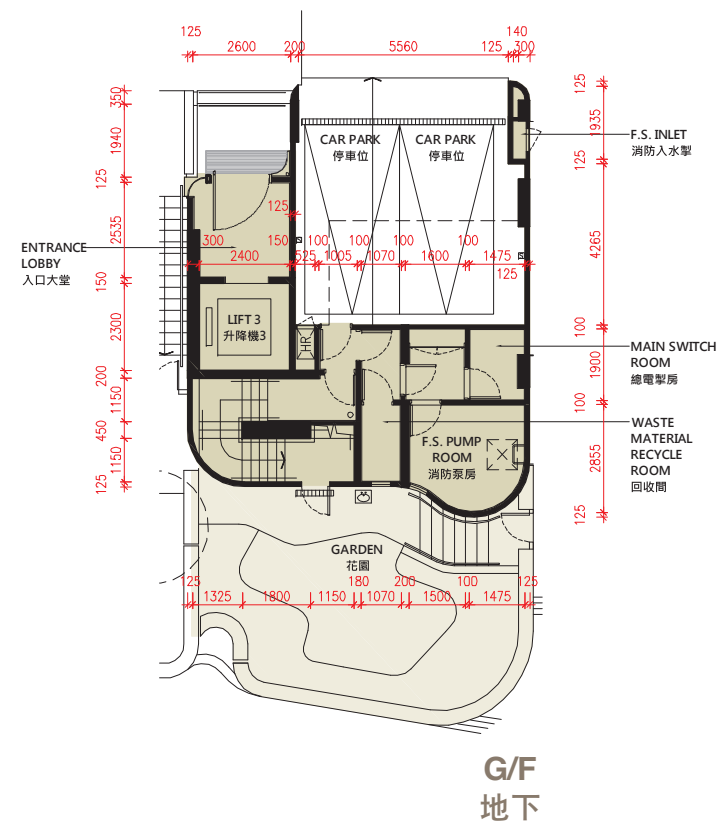 125
140
2600
200
5560
125
300
350
1940
125
2535
150
2300
200
1150
450
1150
125
125
1935
125
4265
100
1900
100
2855
125
CAR PARK
停車位
CAR PARK
停車位
F.S. INLET
消防入水掣
125
300
150
100
100
100
100
2400
525
1005
1070
1600
1475
125
ENTRANCE
LOBBY
入口大堂
LIFT 3
升降機3
HR
MAIN SWITCH
ROOM
總電掣房
WASTE
MATERIAL
RECYCLE
ROOM
回收間
F.S. PUMP
ROOM
消防泵房
GARDEN
花園
125
180
200
100
125
1325
1800
1150
1070
1500
1475
G/F
地下